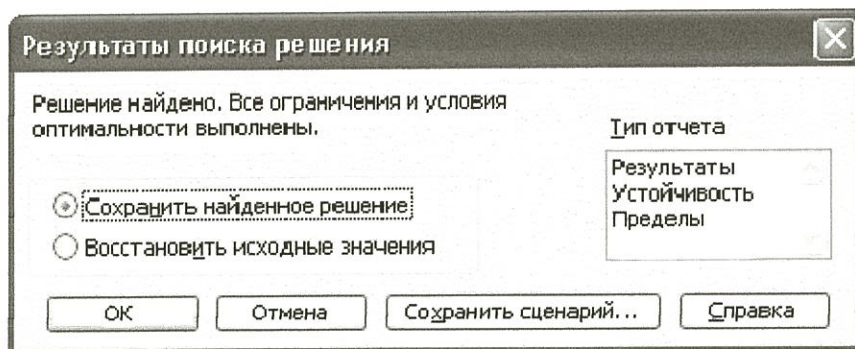 Результаты поиска решения
Решение найдено. Все ограничения и условия
оптимальности выполнены.
Тип отчета
Результаты
Устойчивость
Пределы
Сохранить найденное решение
Восстановить исходные значения
ОК
Отмена
Сохранить сценарий...
Справка